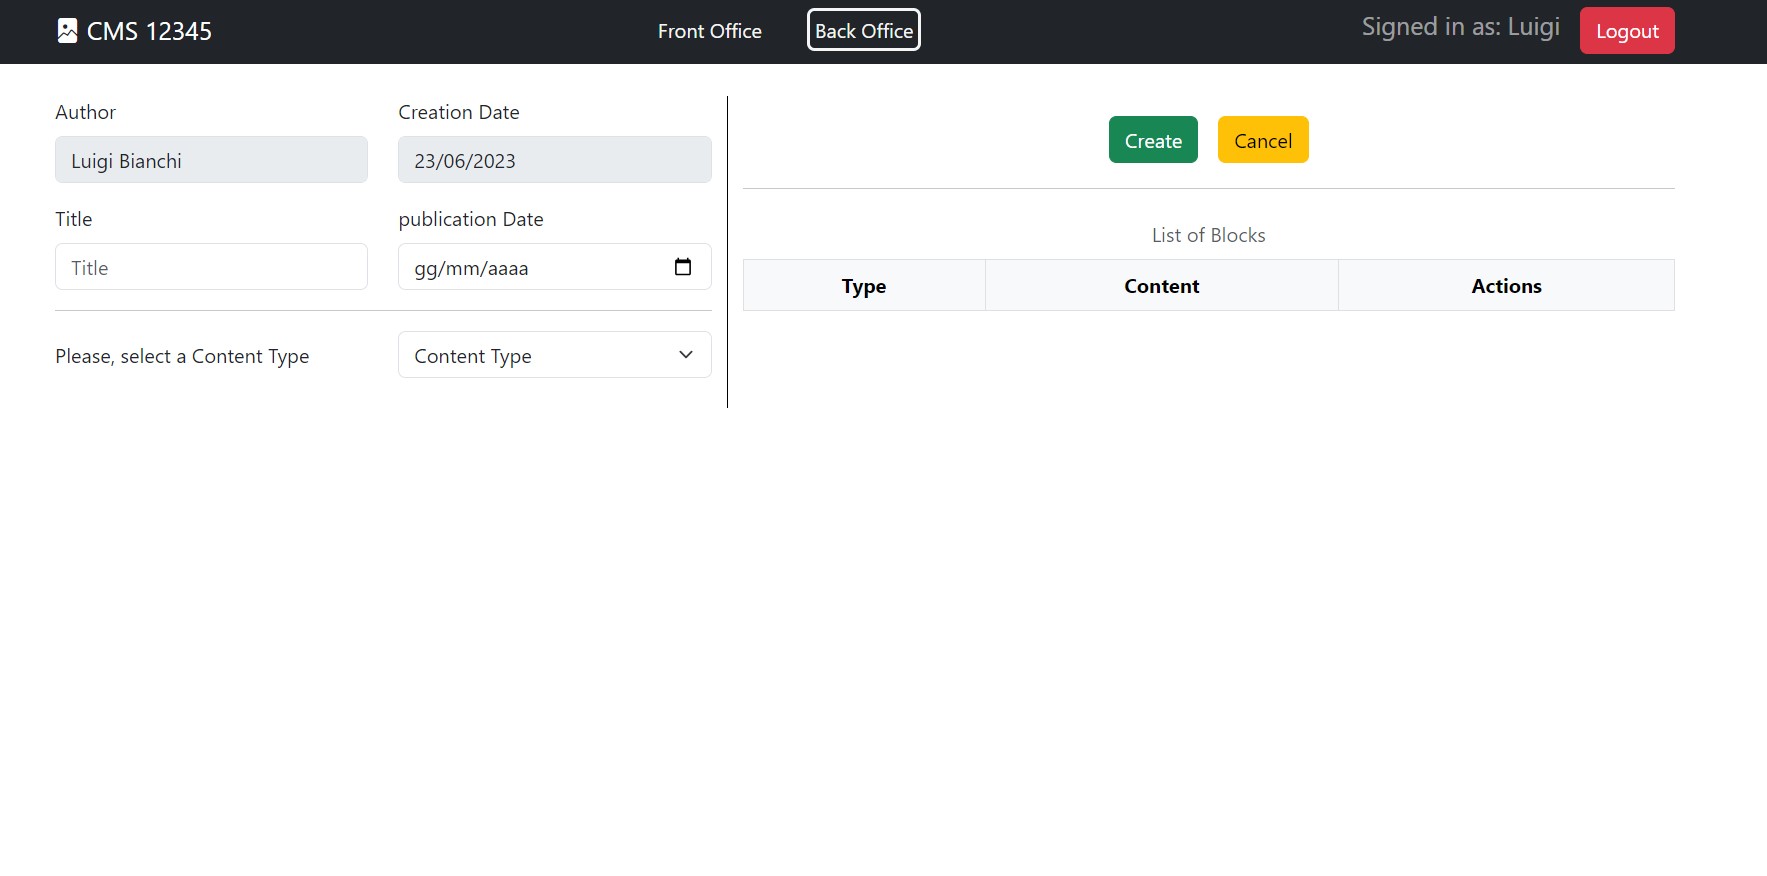 CMS 12345 Front Office Back Office Signed in as: Luigi Logout
Author Creation Date
Luigi Bianchi 23/06/2023
Title publication Date
Title gg/mm/aaaa
Please, select a Content Type Content Type
Create Cancel
List of Blocks
Type Content Actions